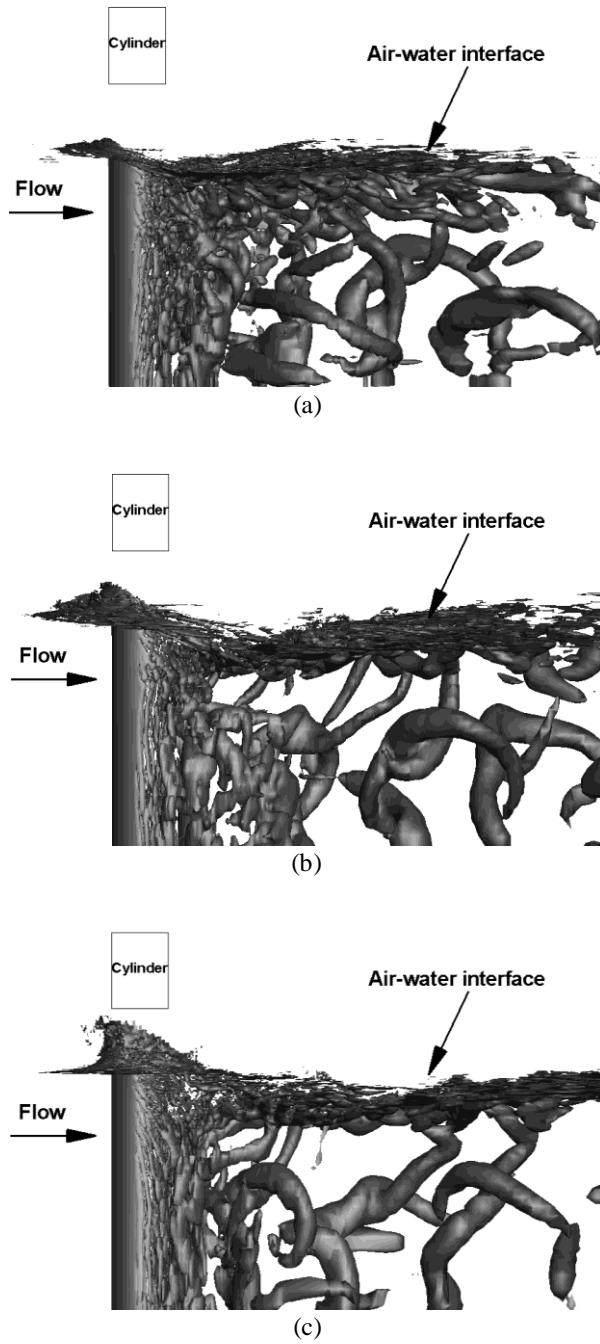 Cylinder
Air-water interface
Flow
(a)
Cylinder
Air-water interface
Flow
(b)
Cylinder
Air-water interface
Flow
(c)